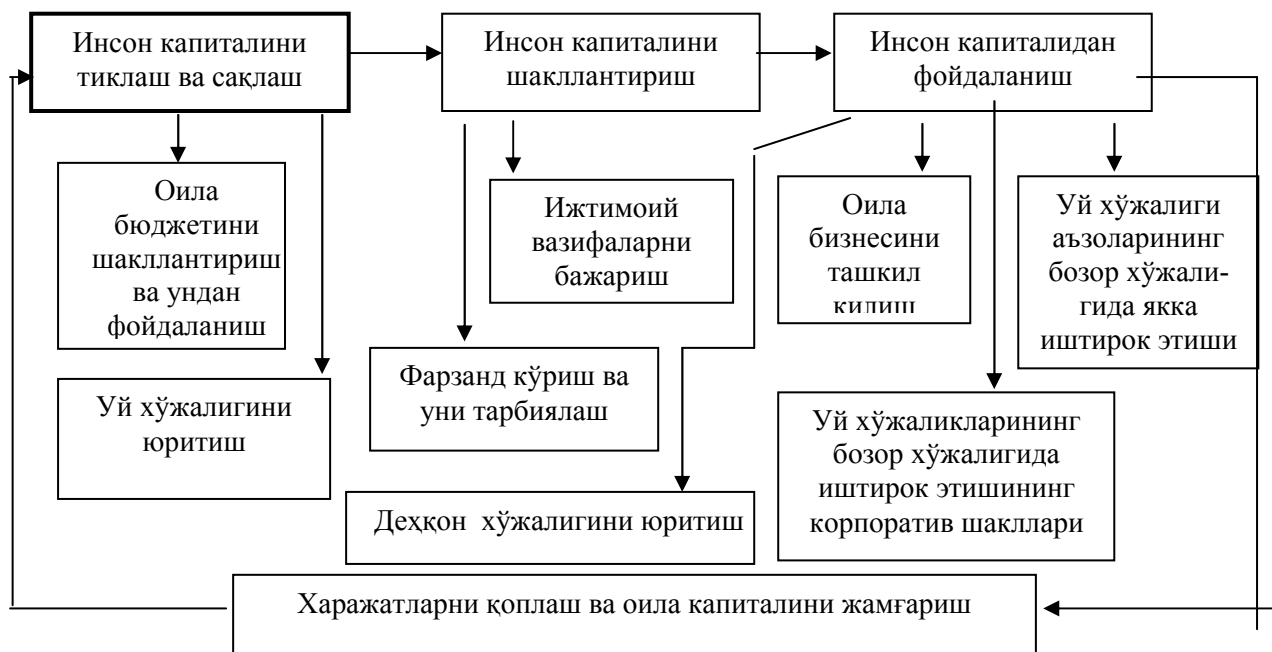 Инсон капиталини
тиклаш ва сақлаш
Инсон капиталини
шакллантириш
Инсон капиталидан
фойдаланиш
Оила
бюджетини
шакллантириш
ва ундан
фойдаланиш
Ижтимоий
вазифаларни
бажариш
Оила
бизнесини
ташкил
қилиш
Уй хўжалиги
аъзоларининг
бозор хўжали-
гида якка
иштирок этиши
Уй хўжалигини
юритиш
Фарзанд кўриш ва
уни тарбиялаш
Уй хўжаликларининг
бозор хўжалигида
иштирок этишининг
корпоратив шакллари
Деҳқон хўжалигини юритиш
Харажатларни қоплаш ва оила капиталини жамғариш